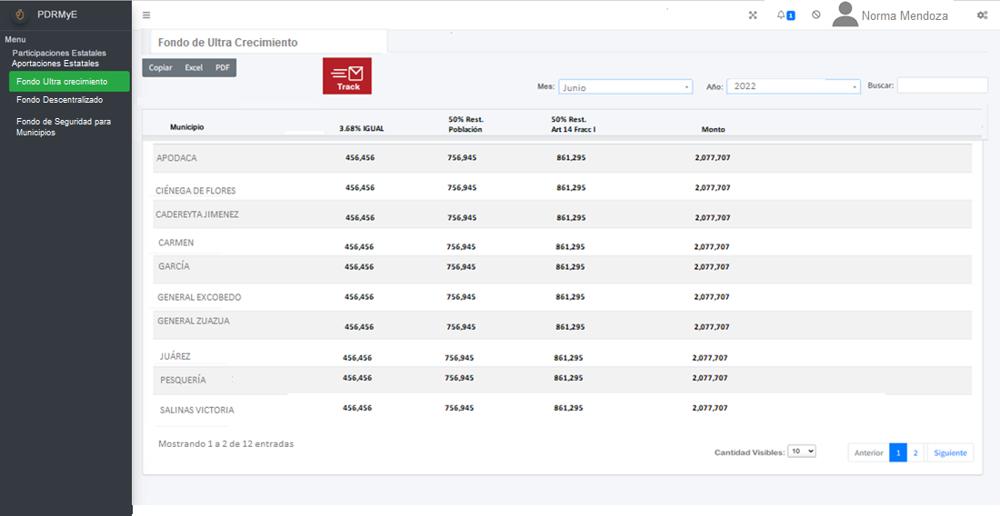 PDRMyE
1
Norma Mendoza
Menu
Participaciones Estatales
Aportaciones Estatales
Fondo Ultra crecimiento
Fondo Descentralizado
Fondo de Seguridad para
Municipios
Fondo de Ultra Crecimiento
Copiar Excel PDF
Track
Mes: Junio Año: 2022 Buscar:
Municipio 3.68% IGUAL 50% Rest. Población 50% Rest. Art 14 Fracc I Monto
APODACA 456,456 756,945 861,295 2,077,707
CIÉNEGA DE FLORES 456,456 756,945 861,295 2,077,707
CADEREYTA JIMENEZ 456,456 756,945 861,295 2,077,707
CARMEN 456,456 756,945 861,295 2,077,707
GARCÍA 456,456 756,945 861,295 2,077,707
GENERAL EXCOBEDO 456,456 756,945 861,295 2,077,707
GENERAL ZUAZUA 456,456 756,945 861,295 2,077,707
JUÁREZ 456,456 756,945 861,295 2,077,707
PESQUERÍA 456,456 756,945 861,295 2,077,707
SALINAS VICTORIA 456,456 756,945 861,295 2,077,707
Mostrando 1 a 2 de 12 entradas
Cantidad Visibles: 10 Anterior 1 2 Siguiente